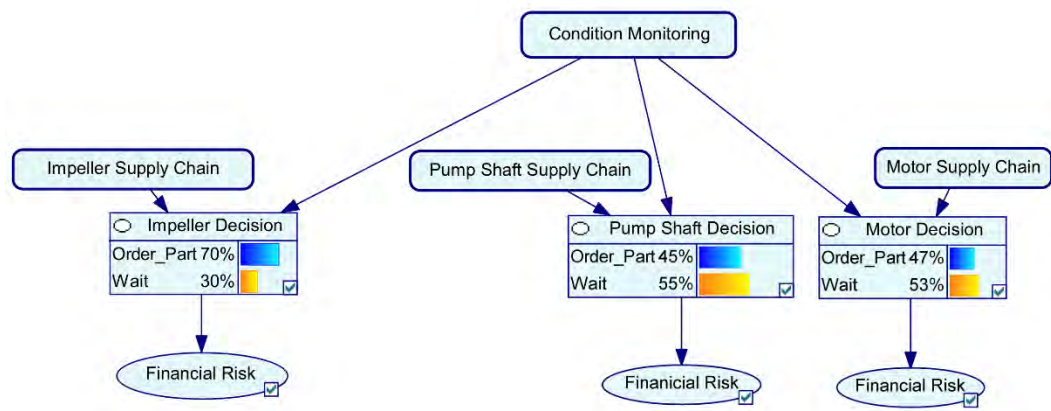 Condition Monitoring
Impeller Supply Chain
Pump Shaft Supply Chain
Motor Supply Chain
Impeller Decision
Order_Part 70%
Wait 30%
Pump Shaft Decision
Order_Part 45%
Wait 55%
Motor Decision
Order_Part 47%
Wait 53%
Financial Risk
Finanicial Risk
Financial Risk